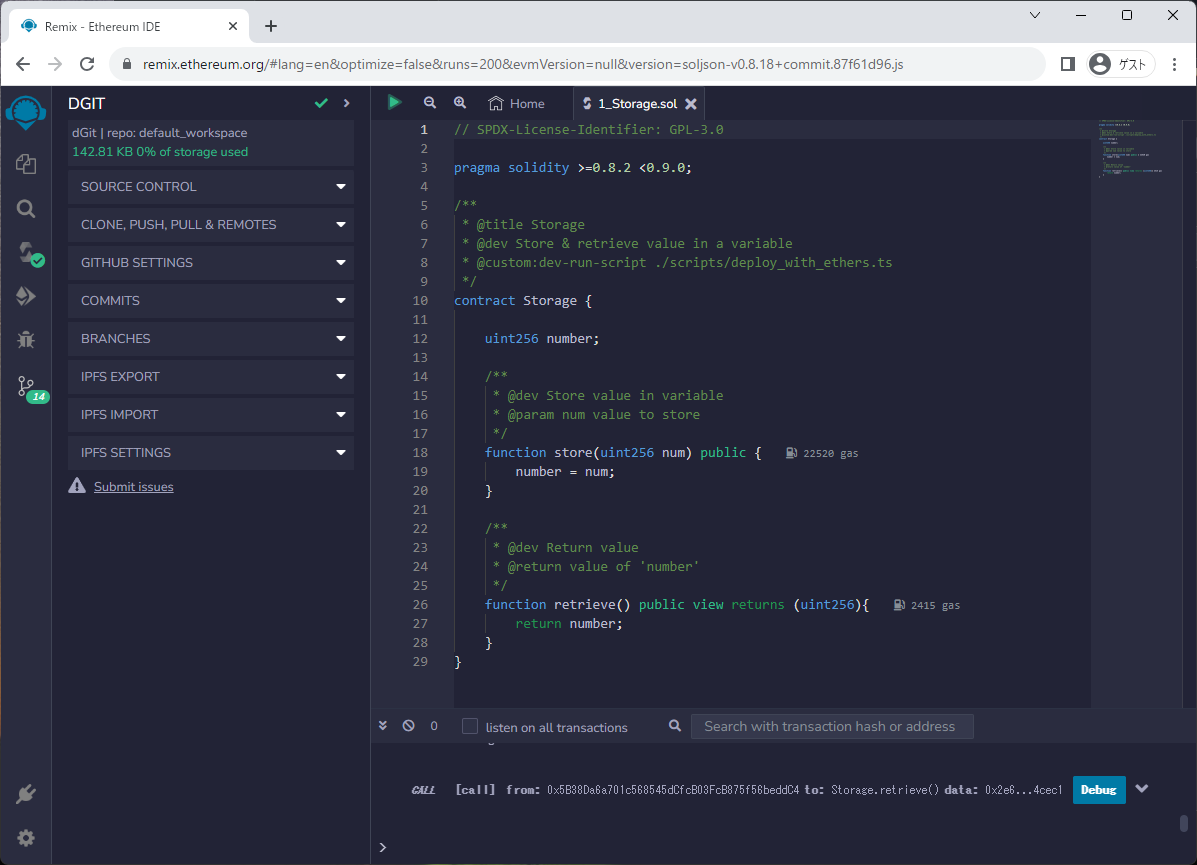 Remix - Ethereum IDE
remix.ethereum.org/#lang=en&optimize=false&runs=200&evmVersion=null&version=soljson-v0.8.18+commit.87f61d96.js
ゲスト
DGIT
dGit | repo: default_workspace
142.81 KB 0% of storage used
SOURCE CONTROL
CLONE, PUSH, PULL & REMOTES
GITHUB SETTINGS
COMMITS
BRANCHES
IPFS EXPORT
IPFS IMPORT
IPFS SETTINGS
Submit issues
14
Home
1_Storage.sol
1 // SPDX-License-Identifier: GPL-3.0
2
3 pragma solidity >=0.8.2 <0.9.0;
4
5 /**
6 * @title Storage
7 * @dev Store & retrieve value in a variable
8 * @custom:dev-run-script ./scripts/deploy_with_ethers.ts
9 */
10 contract Storage {
11
12 uint256 number;
13
14 /**
15 * @dev Store value in variable
16 * @param num value to store
17 */
18 function store(uint256 num) public { 22520 gas
19 number = num;
20 }
21
22 /**
23 * @dev Return value
24 * @return value of 'number'
25 */
26 function retrieve() public view returns (uint256){ 2415 gas
27 return number;
28 }
29 }
0 listen on all transactions Search with transaction hash or address
CALL [call] from: 0x5B38Da6a701c568545dCfcB03FcB875f56beddC4 to: Storage.retrieve() data: 0x2e6...4cec1 Debug
>